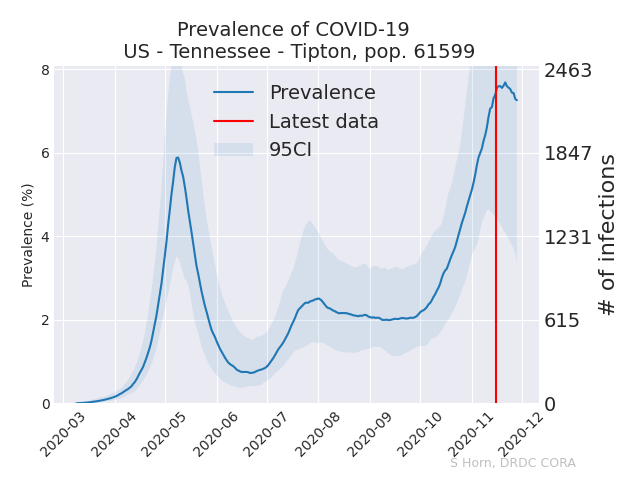 Prevalence of COVID-19
US - Tennessee - Tipton, pop. 61599
Prevalence
Latest data
95CI
8
6
4
2
0
Prevalence (%)
2463
1847
1231
615
0
# of infections
2020-03
2020-04
2020-05
2020-06
2020-07
2020-08
2020-09
2020-10
2020-11
2020-12
S Horn, DRDC CORA